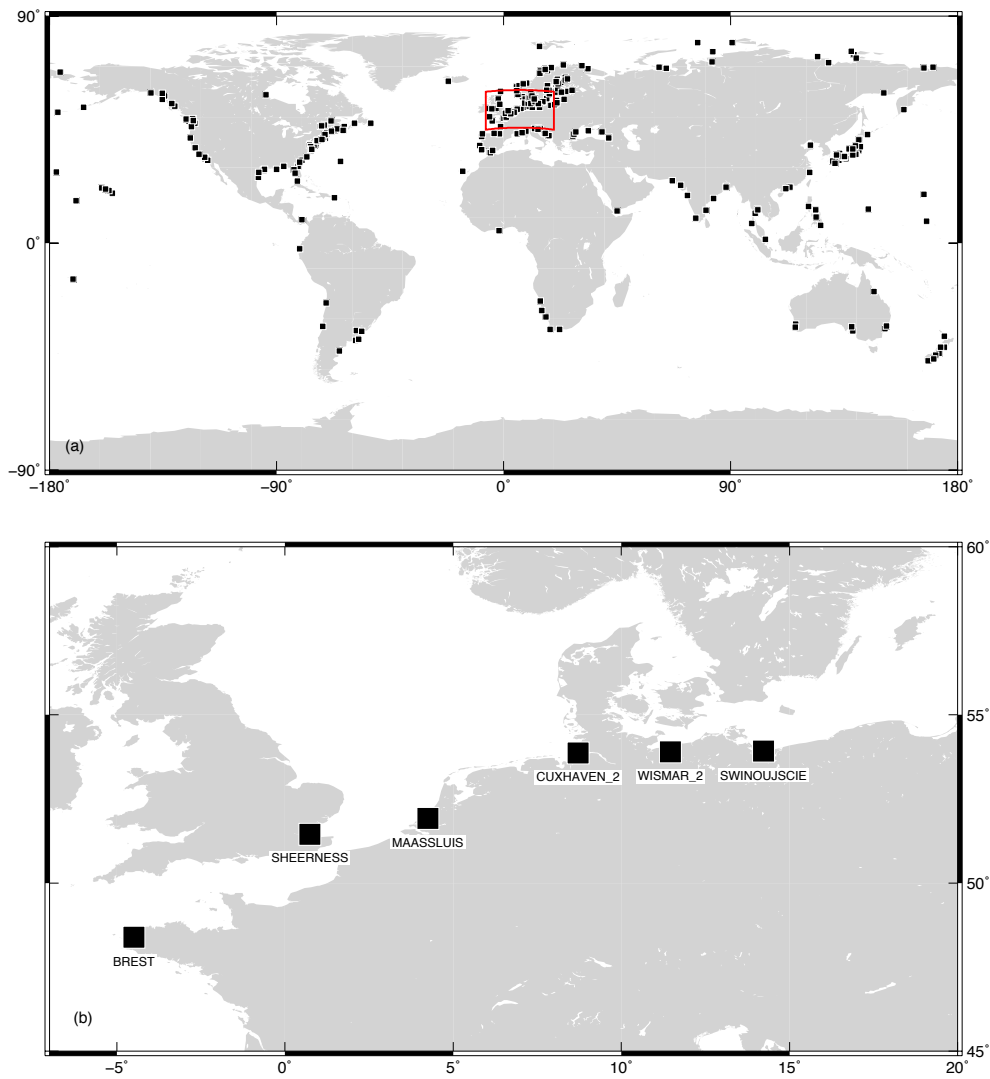 90˚
0˚
(a)
−90˚
−180˚ −90˚ 0˚ 90˚ 180˚
60˚
55˚
CUXHAVEN_2 WISMAR_2 SWINOUJSCIE
MAASSLUIS
SHEERNESS
50˚
BREST
(b)
45˚
−5˚ 0˚ 5˚ 10˚ 15˚ 20˚